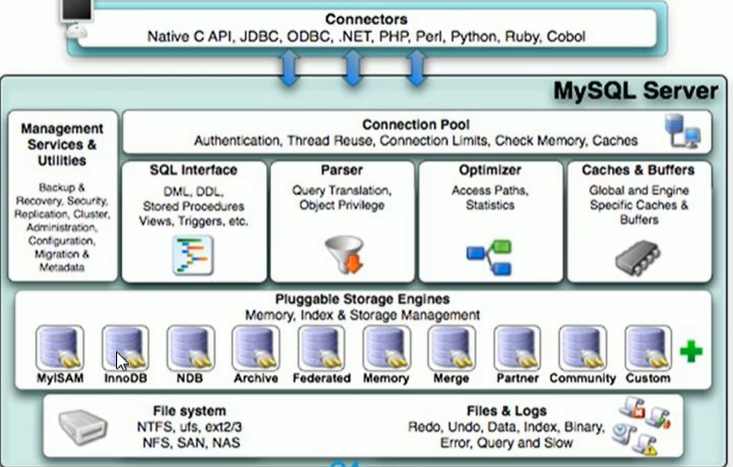 Connectors
Native C API, JDBC, ODBC, .NET, PHP, Perl, Python, Ruby, Cobol
MySQL Server
Management
Services &
Utilities
Backup &
Recovery, Security,
Replication, Cluster,
Administration,
Configuration,
Migration &
Metadata
Connection Pool
Authentication, Thread Reuse, Connection Limits, Check Memory, Caches
SQL Interface
DML, DDL,
Stored Procedures
Views, Triggers, etc.
Parser
Query Translation,
Object Privilege
Optimizer
Access Paths,
Statistics
Caches & Buffers
Global and Engine
Specific Caches &
Buffers
Pluggable Storage Engines
Memory, Index & Storage Management
MyISAM InnoDB NDB Archive Federated Memory Merge Partner Community Custom
File system
NTFS, ufs, ext2/3
NFS, SAN, NAS
Files & Logs
Redo, Undo, Data, Index, Binary,
Error, Query and Slow